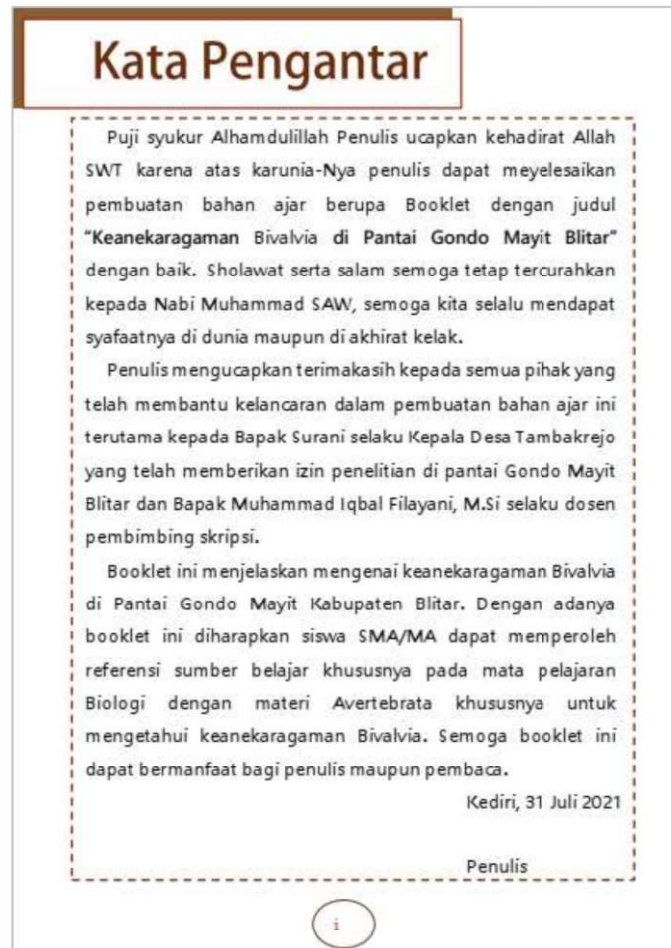 Kata Pengantar
Puji syukur Alhamdulillah Penulis ucapkan kehadirat Allah
SWT karena atas karunia-Nya penulis dapat meyelesaikan
pembuatan bahan ajar berupa Booklet dengan judul
"Keanekaragaman Bivalvia di Pantai Gondo Mayit Blitar"
dengan baik. Sholawat serta salam semoga tetap tercurahkan
kepada Nabi Muhammad SAW, semoga kita selalu mendapat
syafaatnya di dunia maupun di akhirat kelak.
Penulis mengucapkan terimakasih kepada semua pihak yang
telah membantu kelancaran dalam pembuatan bahan ajar ini
terutama kepada Bapak Surani selaku Kepala Desa Tambakrejo
yang telah memberikan izin penelitian di pantai Gondo Mayit
Blitar dan Bapak Muhammad Iqbal Filayani, M.Si selaku dosen
pembimbing skripsi.
Booklet ini menjelaskan mengenai keanekaragaman Bivalvia
di Pantai Gondo Mayit Kabupaten Blitar. Dengan adanya
booklet ini diharapkan siswa SMA/MA dapat memperoleh
referensi sumber belajar khususnya pada mata pelajaran
Biologi dengan materi Avertebrata khususnya untuk
mengetahui keanekaragaman Bivalvia. Semoga booklet ini
dapat bermanfaat bagi penulis maupun pembaca.
Kediri, 31 Juli 2021
Penulis
i